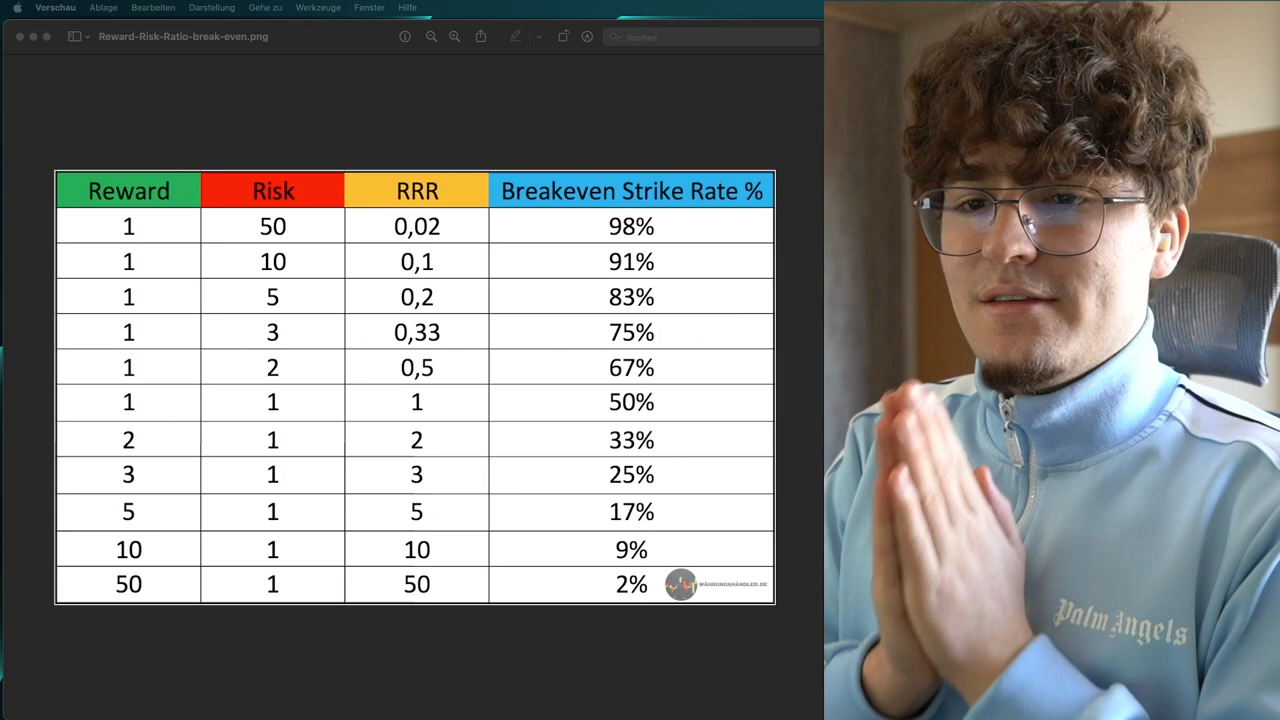 Vorschau Ablage Bearbeiten Darstellung Gehe zu Werkzeuge Fenster Hilfe
Reward-Risk-Ratio-break-even.png
Suchen
Reward Risk RRR Breakeven Strike Rate %
1 50 0,02 98%
1 10 0,1 91%
1 5 0,2 83%
1 3 0,33 75%
1 2 0,5 67%
1 1 1 50%
2 1 2 33%
3 1 3 25%
5 1 5 17%
10 1 10 9%
50 1 50 2%
WÄHRUNGSHÄNDLER.DE
Palm Angels